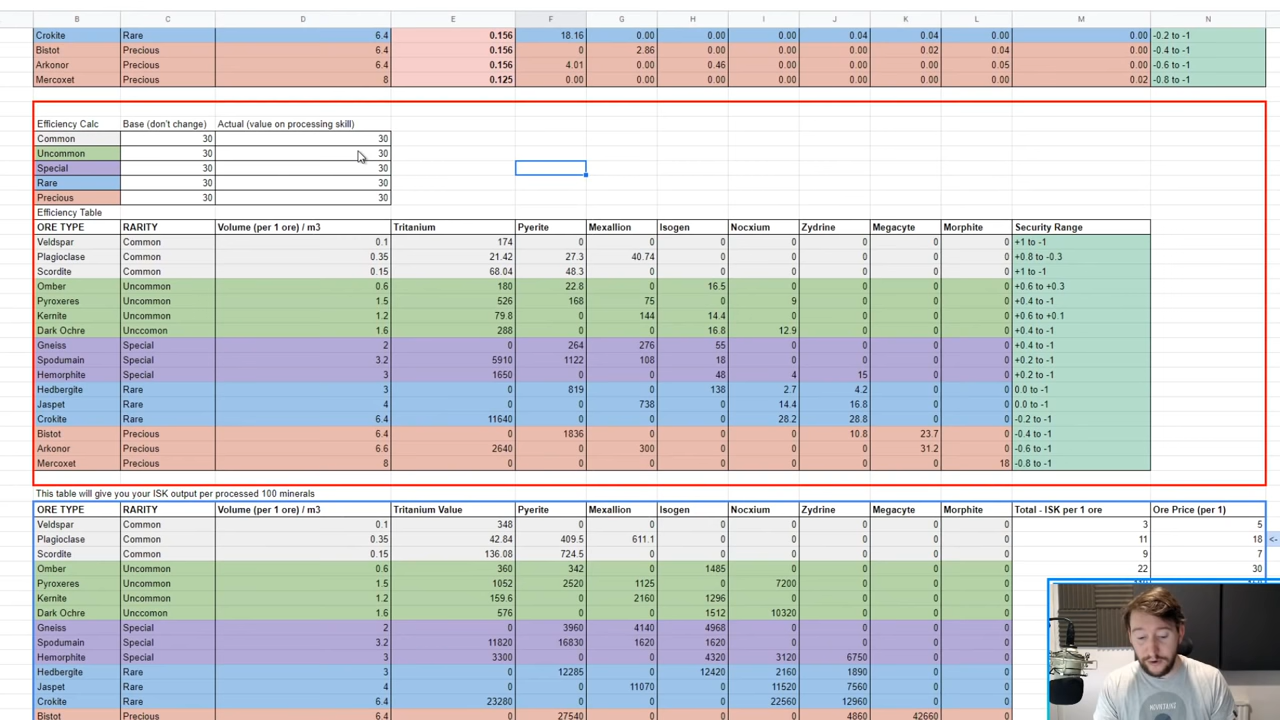 B C D E F G H I J K L M N
Crokite Rare 6.4 0.156 18.16 0.00 0.00 0.04 0.04 0.00 0.00 0.00 -0.2 to -1
Bistot Precious 6.4 0.156 0 2.86 0.00 0.00 0.00 0.02 0.04 0.00 -0.4 to -1
Arkonor Precious 6.4 0.156 4.01 0.00 0.46 0.00 0.00 0.00 0.05 0.00 -0.6 to -1
Mercoxet Precious 8 0.125 0.00 0.00 0.00 0.00 0.00 0.00 0.00 0.02 -0.8 to -1
Efficiency Calc Base (don't change) Actual (value on processing skill)
Common 30 30
Uncommon 30 30
Special 30 30
Rare 30 30
Precious 30 30
Efficiency Table
ORE TYPE RARITY Volume (per 1 ore) / m3 Tritanium Pyerite Mexallion Isogen Nocxium Zydrine Megacyte Morphite Security Range
Veldspar Common 0.1 174 0 0 0 0 0 0 0 +1 to -1
Plagioclase Common 0.35 21.42 27.3 40.74 0 0 0 0 0 +0.8 to -0.3
Scordite Common 0.15 68.04 48.3 0 0 0 0 0 0 +1 to -1
Omber Uncommon 0.6 180 22.8 0 16.5 0 0 0 0 +0.6 to +0.3
Pyroxeres Uncommon 1.5 526 168 75 0 9 0 0 0 +0.4 to -1
Kernite Uncommon 1.2 79.8 0 144 14.4 0 0 0 0 +0.6 to +0.1
Dark Ochre Unccomon 1.6 288 0 0 16.8 12.9 0 0 0 +0.4 to -1
Gneiss Special 2 0 264 276 55 0 0 0 0 +0.4 to -1
Spodumain Special 3.2 5910 1122 108 18 0 0 0 0 +0.2 to -1
Hemorphite Special 3 1650 0 0 48 4 15 0 0 +0.2 to -1
Hedbergite Rare 3 0 819 0 138 2.7 4.2 0 0 0.0 to -1
Jaspet Rare 4 0 0 738 0 14.4 16.8 0 0 0.0 to -1
Crokite Rare 6.4 11640 0 0 0 28.2 28.8 0 0 -0.2 to -1
Bistot Precious 6.4 0 1836 0 0 0 10.8 23.7 0 -0.4 to -1
Arkonor Precious 6.6 2640 0 300 0 0 0 31.2 0 -0.6 to -1
Mercoxet Precious 8 0 0 0 0 0 0 0 18 -0.8 to -1
This table will give you your ISK output per processed 100 minerals
ORE TYPE RARITY Volume (per 1 ore) / m3 Tritanium Value Pyerite Mexallion Isogen Nocxium Zydrine Megacyte Morphite Total - ISK per 1 ore Ore Price (per 1)
Veldspar Common 0.1 348 0 0 0 0 0 0 0 3 5
Plagioclase Common 0.35 42.84 409.5 611.1 0 0 0 0 0 11 18 <-
Scordite Common 0.15 136.08 724.5 0 0 0 0 0 0 9 7
Omber Uncommon 0.6 360 342 0 1485 0 0 0 0 22 30
Pyroxeres Uncommon 1.5 1052 2520 1125 0 7200 0 0 0
Kernite Uncommon 1.2 159.6 0 2160 1296 0 0 0 0
Dark Ochre Unccomon 1.6 576 0 0 1512 10320 0 0 0
Gneiss Special 2 0 3960 4140 4968 0 0 0 0
Spodumain Special 3.2 11820 16830 1620 1620 0 0 0 0
Hemorphite Special 3 3300 0 0 4320 3120 6750 0 0
Hedbergite Rare 3 0 12285 0 12420 2160 1890 0 0
Jaspet Rare 4 0 0 11070 0 11520 7560 0 0
Crokite Rare 6.4 23280 0 0 0 22560 12960 0 0
Bistot Precious 6.4 0 27540 0 0 0 4860 42660 0